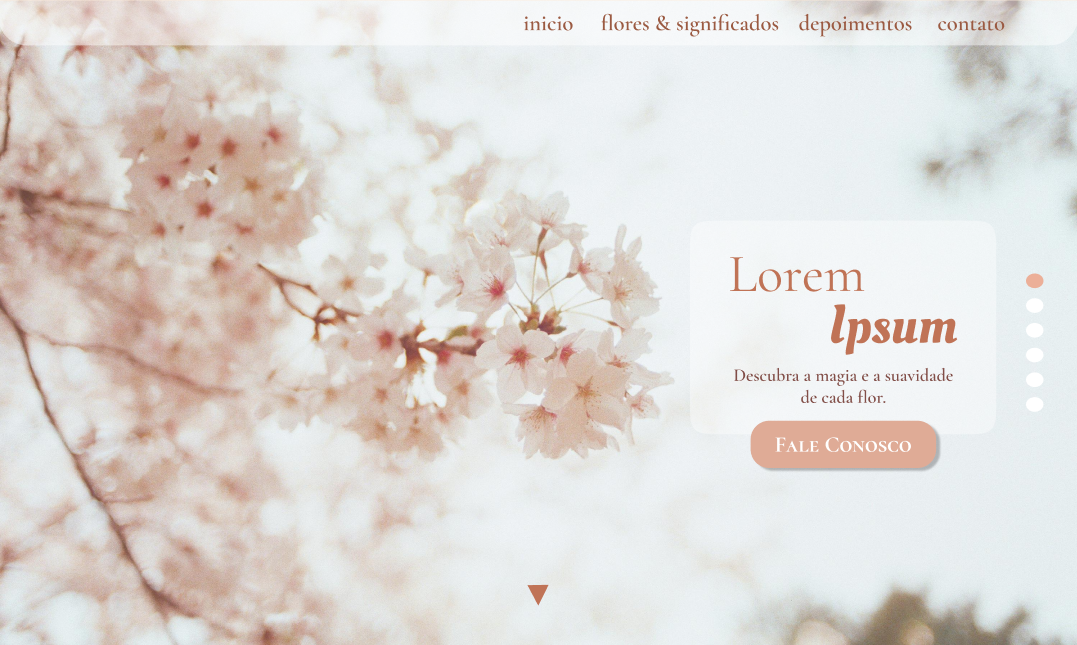 inicio flores & significados depoimentos contato
Lorem
Ipsum
Descubra a magia e a suavidade
de cada flor.
Fale Conosco